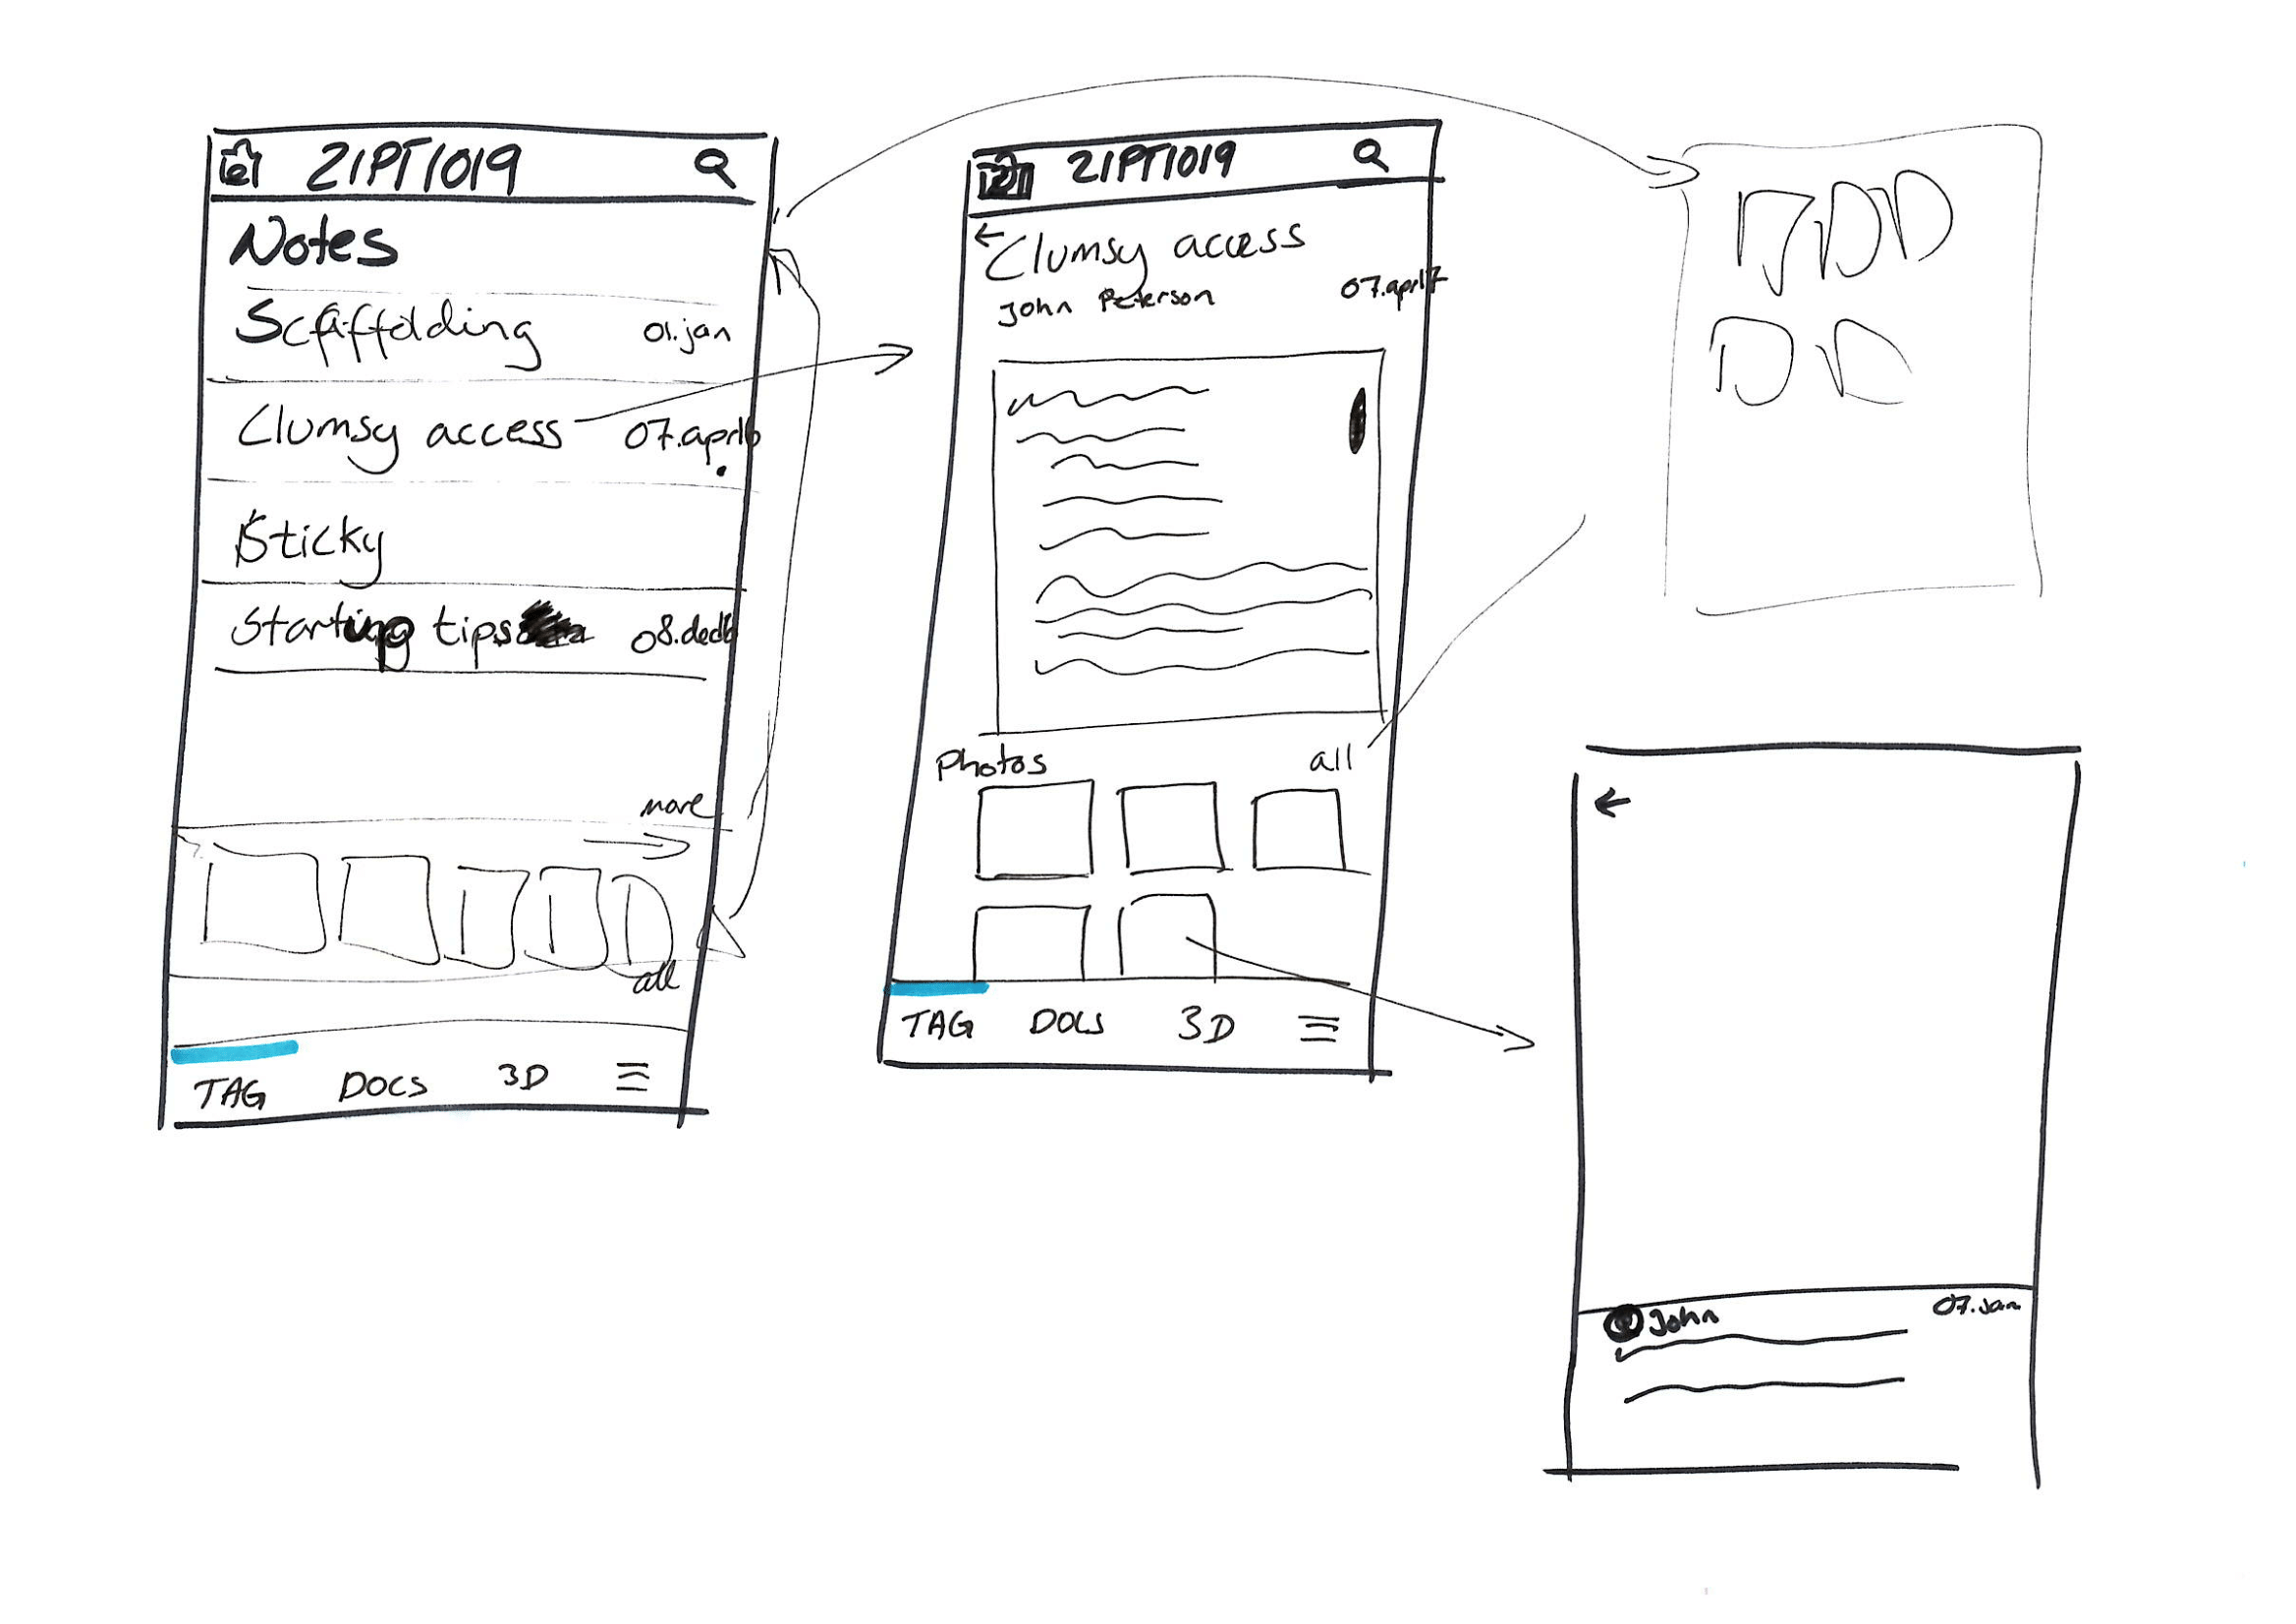 21PT1019
Notes
Scaffolding 01.jan
Clumsy access 07.apr16
Sticky
Starting tips 08.dec16
more
all
TAG DOCS 3D
21PT1019
Clumsy access
John Peterson 07.apr17
Photos all
TAG DOCS 3D
John 07.jan